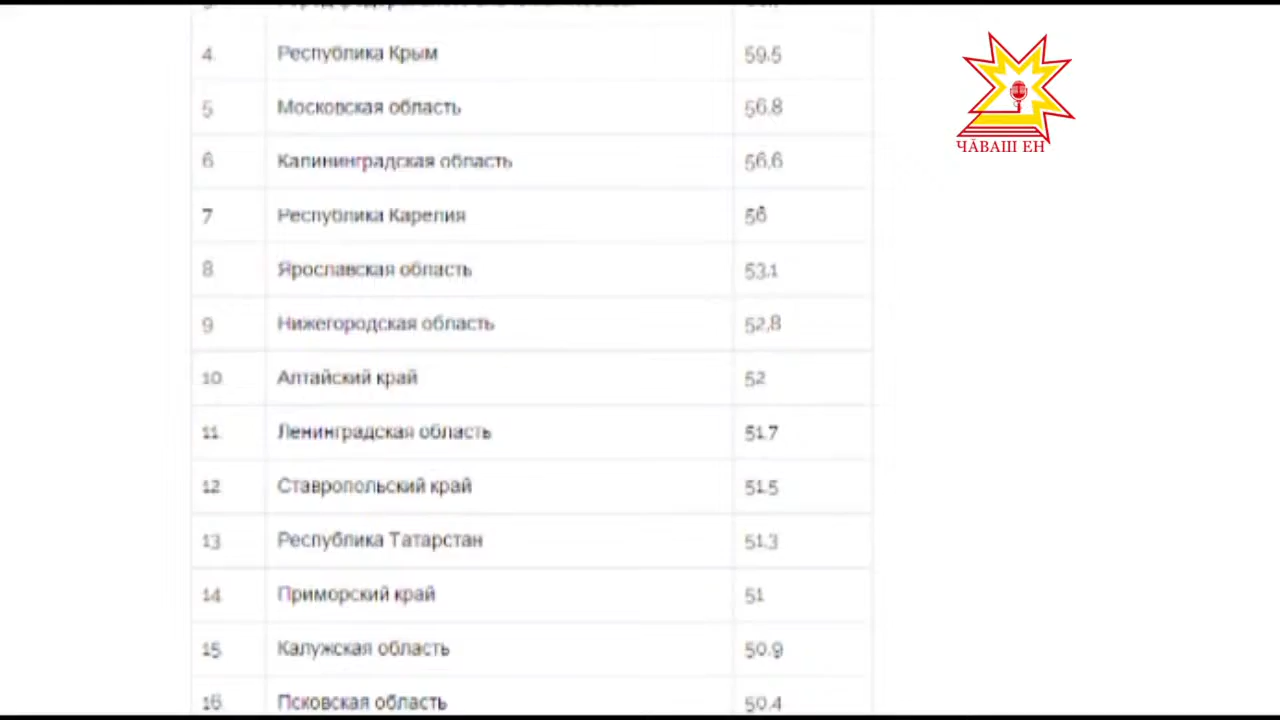 4 Республика Крым 59.5
5 Московская область 56.8
6 Калининградская область 56,6
7 Республика Карелия 56
8 Ярославская область 53.1
9 Нижегородская область 52,8
10 Алтайский край 52
11 Ленинградская область 51.7
12 Ставропольский край 51.5
13 Республика Татарстан 51.3
14 Приморский край 51
15 Калужская область 50.9
16 Псковская область 50.4
ЧĂВАШ ЕН